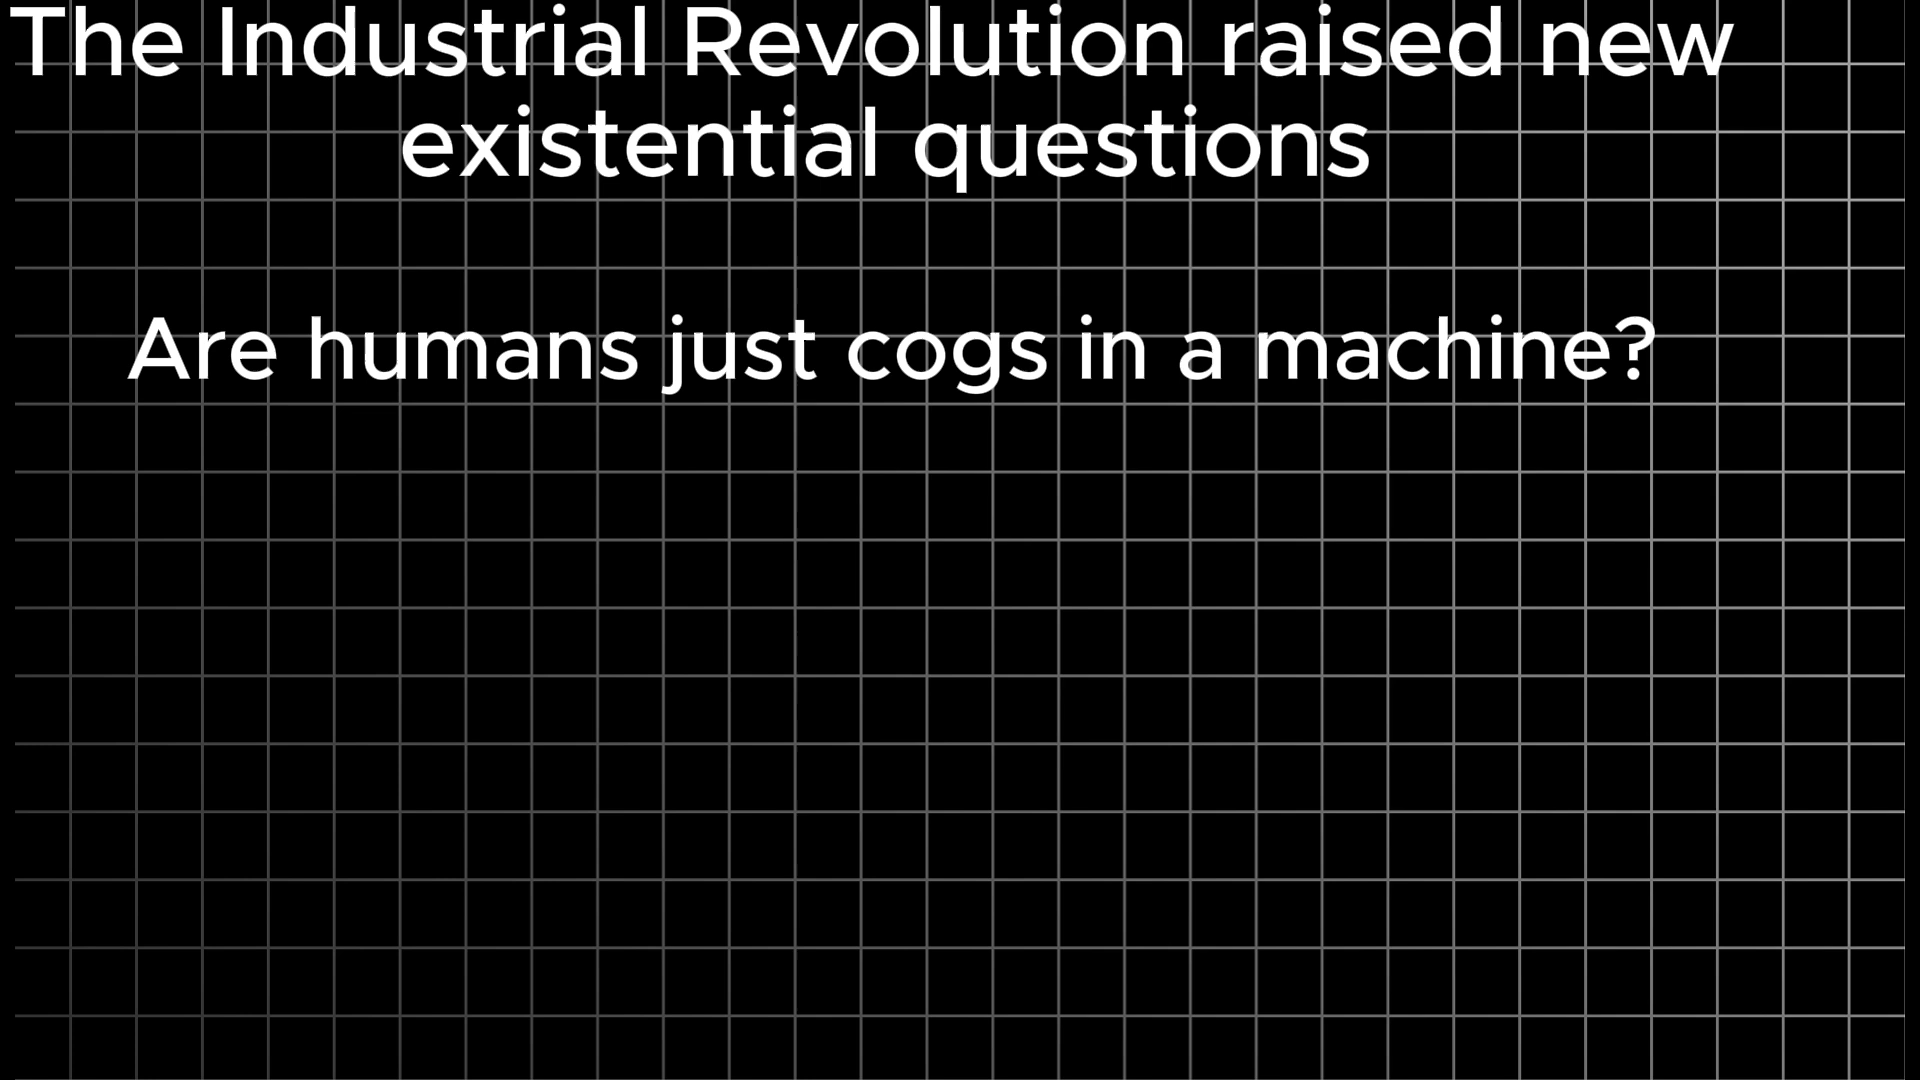 The Industrial Revolution raised new
existential questions
Are humans just cogs in a machine?